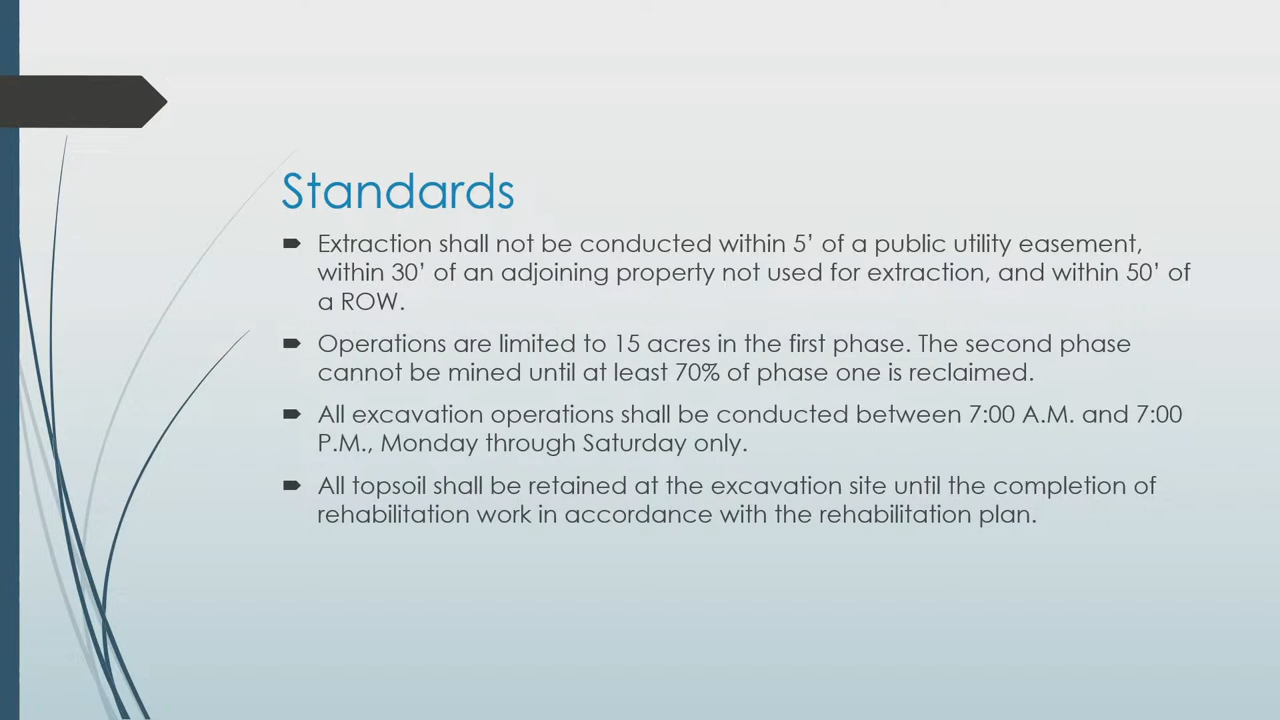 Standards
Extraction shall not be conducted within 5’ of a public utility easement,
within 30’ of an adjoining property not used for extraction, and within 50’ of
a ROW.
Operations are limited to 15 acres in the first phase. The second phase
cannot be mined until at least 70% of phase one is reclaimed.
All excavation operations shall be conducted between 7:00 A.M. and 7:00
P.M., Monday through Saturday only.
All topsoil shall be retained at the excavation site until the completion of
rehabilitation work in accordance with the rehabilitation plan.